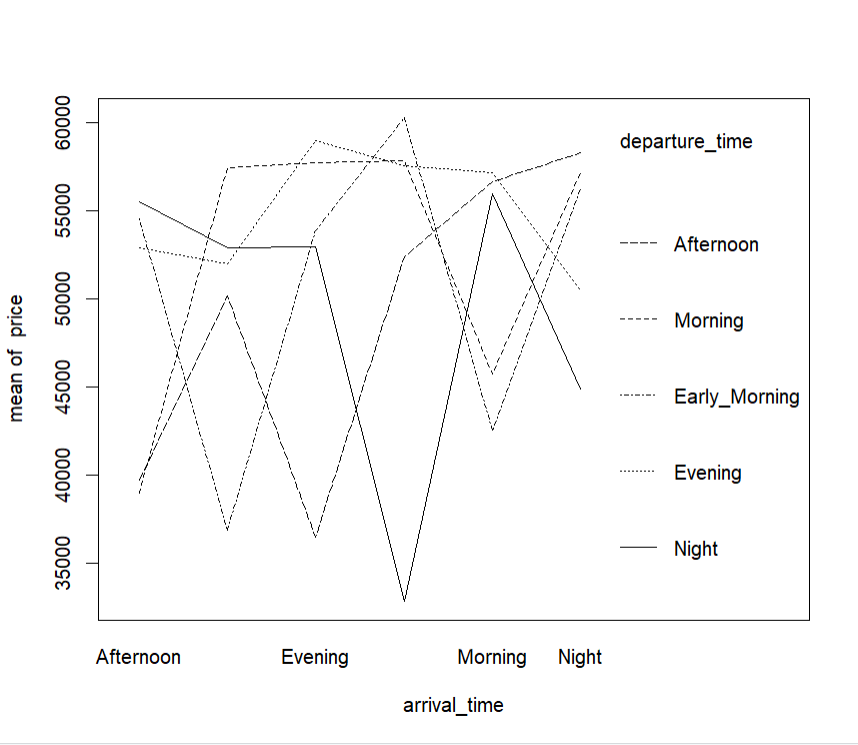 60000
55000
50000
45000
40000
35000
mean of  price
departure_time
Afternoon
Morning
Early_Morning
Evening
Night
Afternoon Evening Morning Night
arrival_time